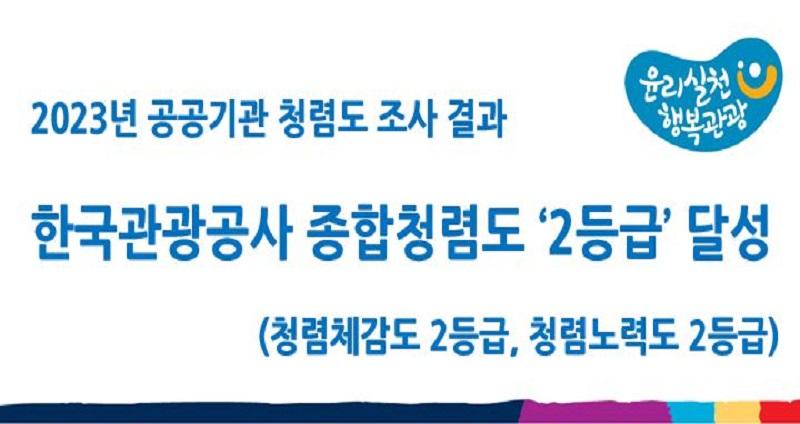 윤리실천
행복관광
2023년 공공기관 청렴도 조사 결과
한국관광공사 종합청렴도 ‘2등급’ 달성
(청렴체감도 2등급, 청렴노력도 2등급)